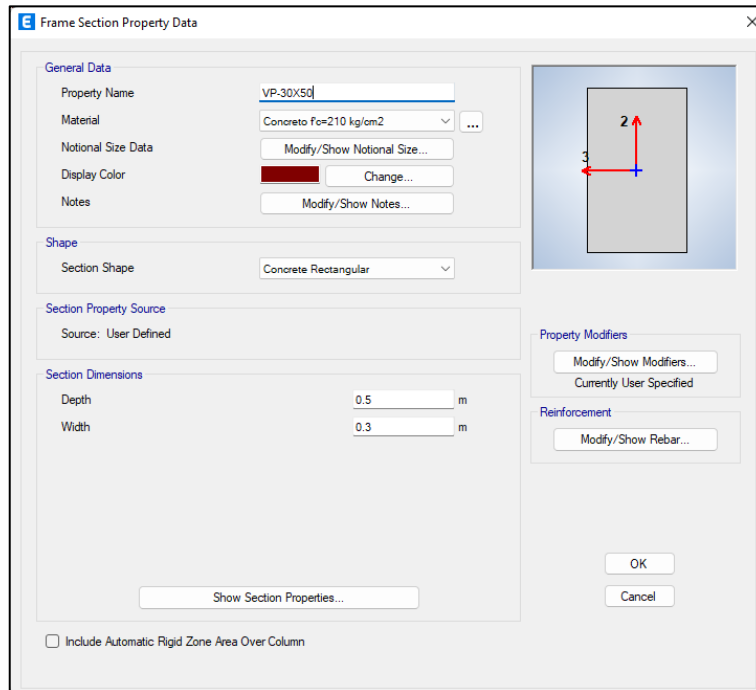 E Frame Section Property Data
General Data
Property Name VP-30X50
Material Concreto f'c=210 kg/cm2 ...
Notional Size Data Modify/Show Notional Size...
Display Color Change...
Notes Modify/Show Notes...
2
3
Shape
Section Shape Concrete Rectangular
Section Property Source
Source: User Defined
Property Modifiers
Modify/Show Modifiers...
Currently User Specified
Section Dimensions
Depth 0.5 m
Width 0.3 m
Reinforcement
Modify/Show Rebar...
Show Section Properties...
OK
Cancel
Include Automatic Rigid Zone Area Over Column